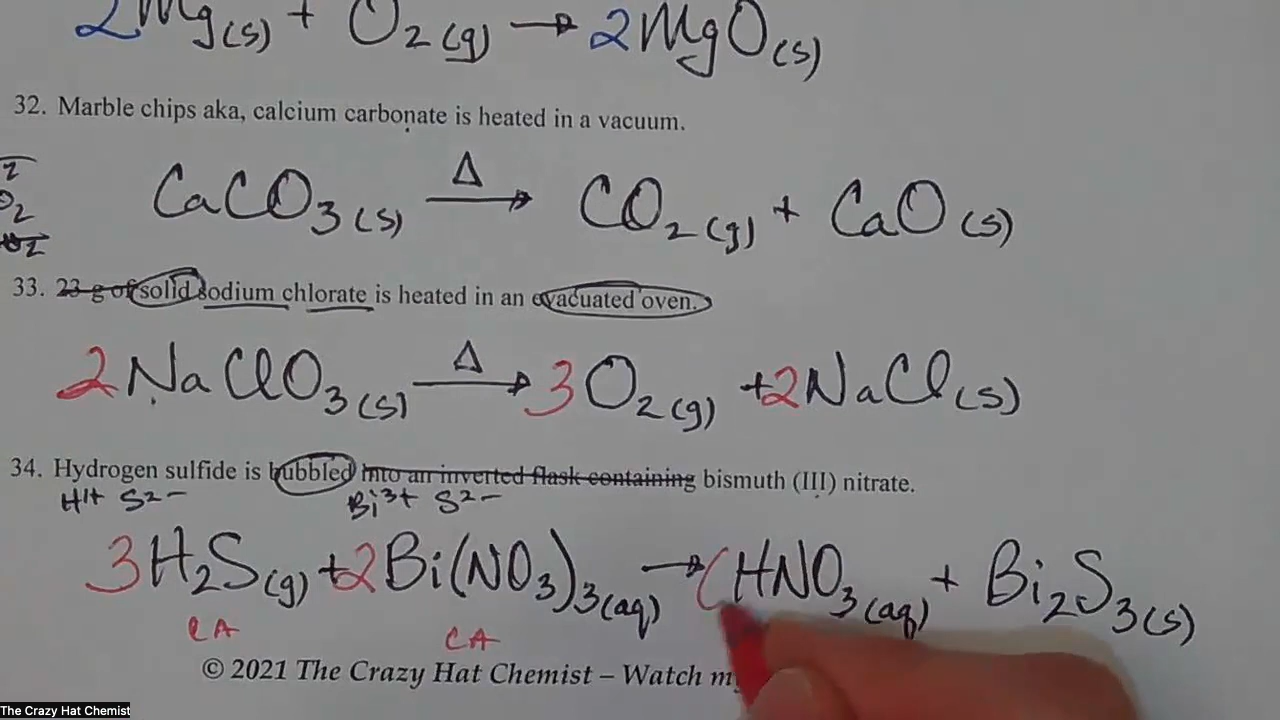 2Mg(s) + O2(g) → 2MgO(s)
32. Marble chips aka, calcium carbonate is heated in a vacuum.
CaCO3(s) Δ→ CO2(g) + CaO(s)
33. 23 g of solid sodium chlorate is heated in an evacuated oven.
2NaClO3(s) Δ→ 3O2(g) + 2NaCl(s)
34. Hydrogen sulfide is bubbled into an inverted flask containing bismuth (III) nitrate.
H1+ S2− Bi3+ S2−
3H2S(g) + 2Bi(NO3)3(aq) → HNO3(aq) + Bi2S3(s)
CA
© 2021 The Crazy Hat Chemist – Watch
The Crazy Hat Chemist